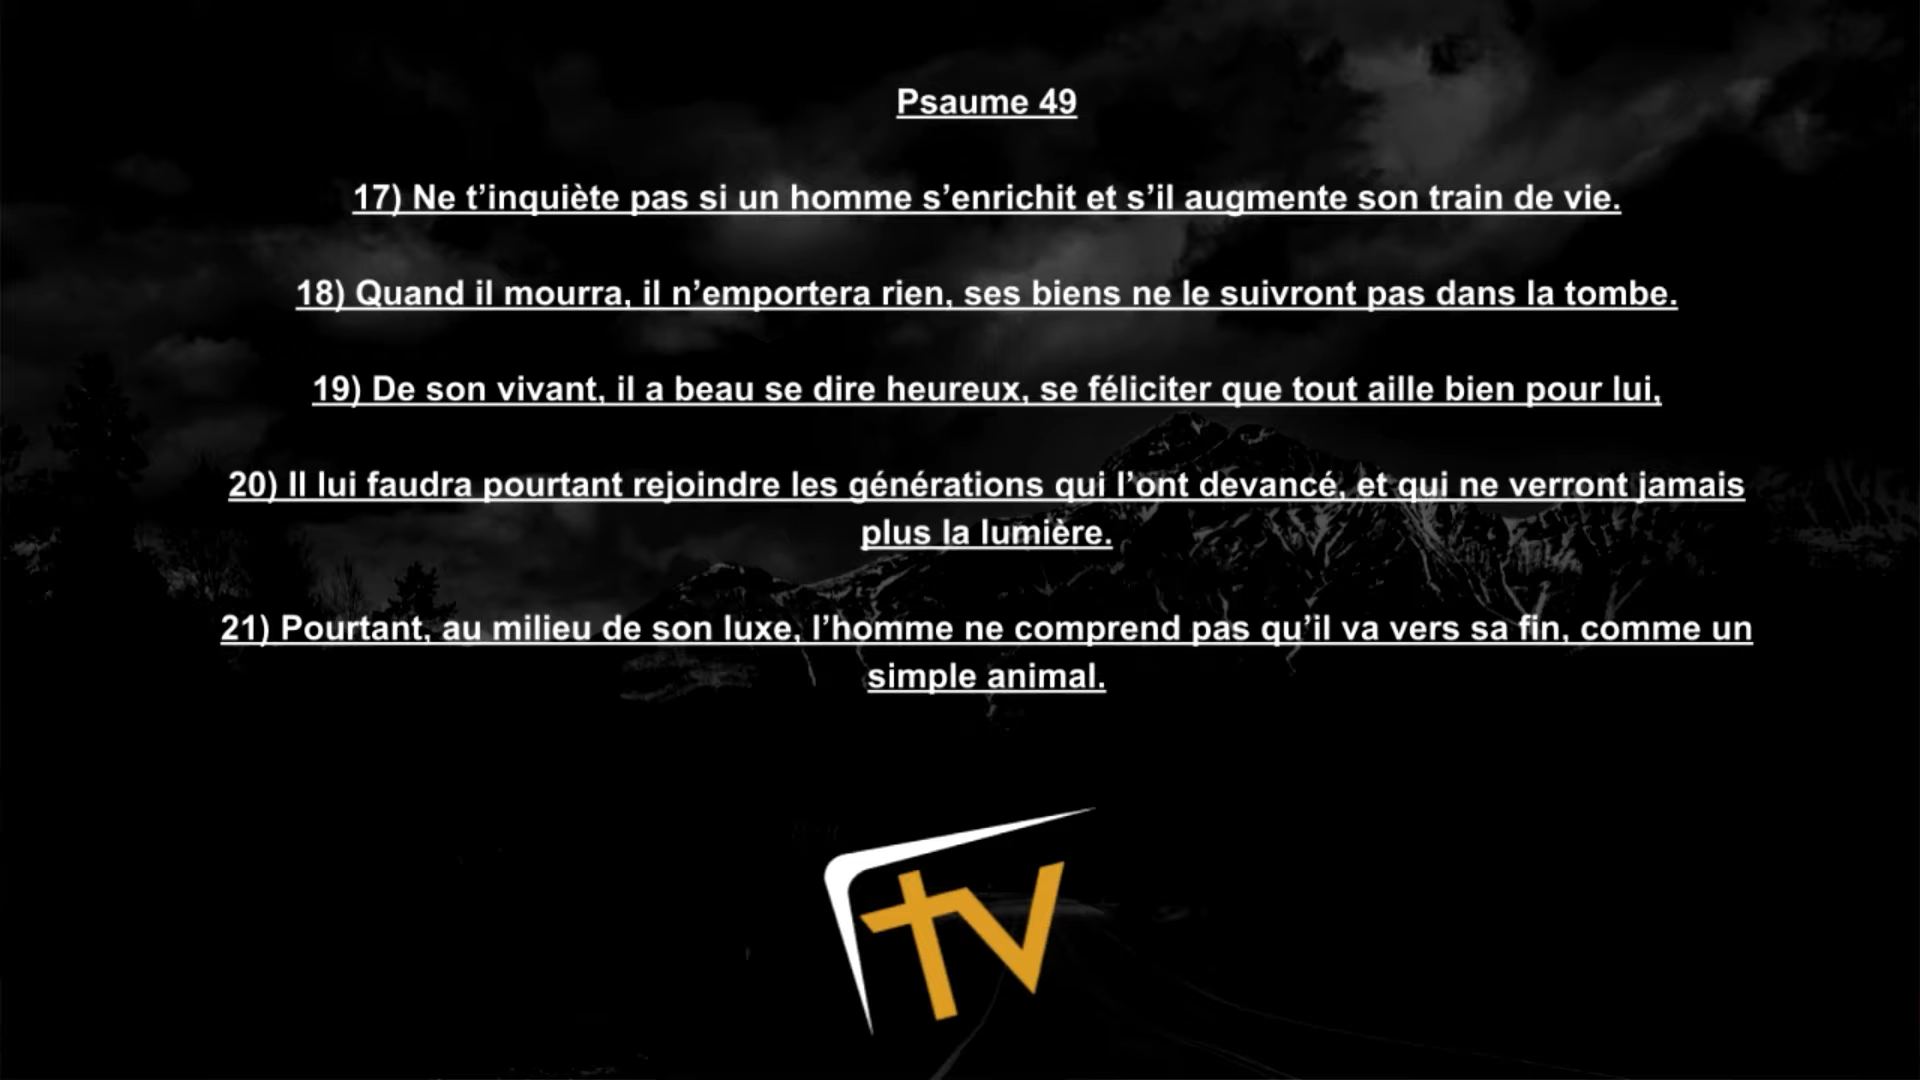 Psaume 49
17) Ne t’inquiète pas si un homme s’enrichit et s’il augmente son train de vie.
18) Quand il mourra, il n’emportera rien, ses biens ne le suivront pas dans la tombe.
19) De son vivant, il a beau se dire heureux, se féliciter que tout aille bien pour lui,
20) Il lui faudra pourtant rejoindre les générations qui l’ont devancé, et qui ne verront jamais
plus la lumière.
21) Pourtant, au milieu de son luxe, l’homme ne comprend pas qu’il va vers sa fin, comme un
simple animal.
tv